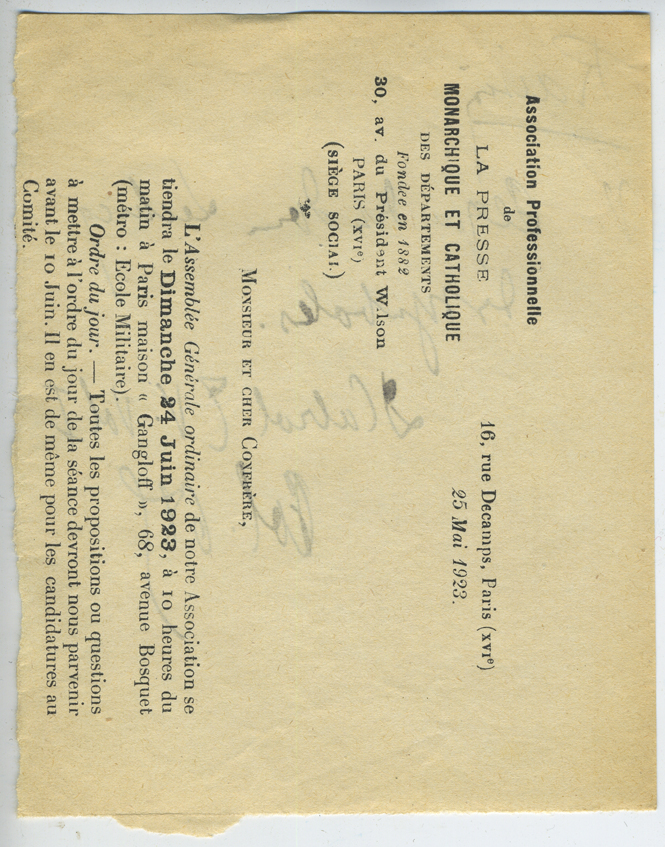 Association Professionnelle
de
LA PRESSE
MONARCHIQUE ET CATHOLIQUE
DES DÉPARTEMENTS
Fondée en 1882
30, av. du Président W.lson
PARIS (XVIᵉ)
(SIÈGE SOCIAL)
16, rue Decamps, Paris (XVIᵉ)
25 Mai 1923.
MONSIEUR ET CHER CONFRÈRE,
L'Assemblée Générale ordinaire de notre Association se
tiendra le Dimanche 24 Juin 1923, à 10 heures du
matin à Paris maison « Gangloff », 68, avenue Bosquet
(métro : Ecole Militaire).
Ordre du jour. — Toutes les propositions ou questions
à mettre à l'ordre du jour de la séance devront nous parvenir
avant le 10 Juin. Il en est de même pour les candidatures au
Comité.